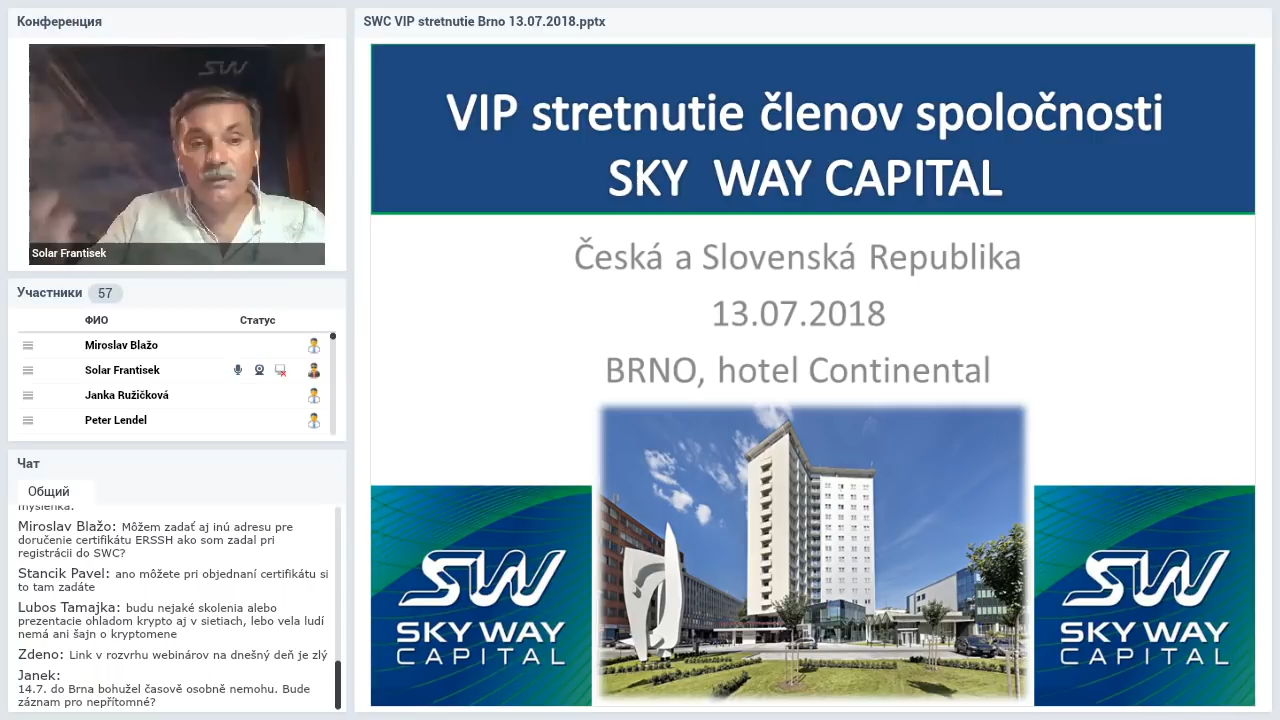 Конференция
SW
Solar Frantisek
Участники 57
ФИО Статус
Miroslav Blažo
Solar Frantisek
Janka Ružičková
Peter Lendel
Чат
Общий
myslienka.
Miroslav Blažo: Môžem zadať aj inú adresu pre
doručenie certifikátu ERSSH ako som zadal pri
registrácii do SWC?
Stancik Pavel: ano môžete pri objednaní certifikátu si
to tam zadáte
Lubos Tamajka: budu nejaké skolenia alebo
prezentacie ohladom krypto aj v sietiach, lebo vela ludí
nemá ani šajn o kryptomene
Zdeno: Link v rozvrhu webinárov na dnešný deň je zlý
Janek:
14.7. do Brna bohužel časově osobně nemohu. Bude
záznam pro nepřítomné?
SWC VIP stretnutie Brno 13.07.2018.pptx
VIP stretnutie členov spoločnosti
SKY WAY CAPITAL
Česká a Slovenská Republika
13.07.2018
BRNO, hotel Continental
SW
SKY WAY
CAPITAL
SW
SKY WAY
CAPITAL